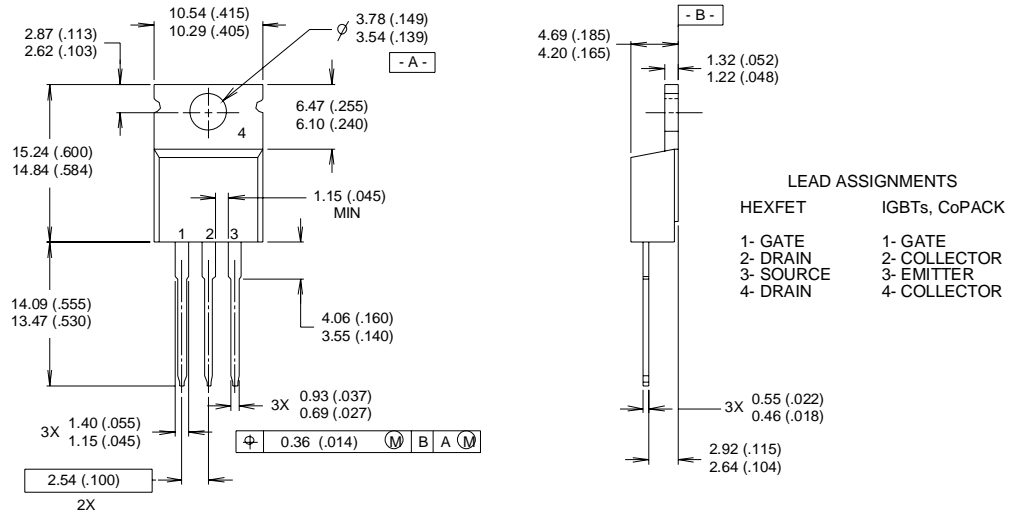 10.54 (.415)
10.29 (.405)
2.87 (.113)
2.62 (.103)
3.78 (.149)
3.54 (.139)
- A -
4
6.47 (.255)
6.10 (.240)
15.24 (.600)
14.84 (.584)
1.15 (.045)
MIN
1 2 3
14.09 (.555)
13.47 (.530)
4.06 (.160)
3.55 (.140)
3X 0.93 (.037)
0.69 (.027)
3X 1.40 (.055)
1.15 (.045)
⌖ 0.36 (.014) Ⓜ B A Ⓜ
2.54 (.100)
2X
- B -
4.69 (.185)
4.20 (.165)
1.32 (.052)
1.22 (.048)
LEAD ASSIGNMENTS
HEXFET
1- GATE
2- DRAIN
3- SOURCE
4- DRAIN
IGBTs, CoPACK
1- GATE
2- COLLECTOR
3- EMITTER
4- COLLECTOR
3X 0.55 (.022)
0.46 (.018)
2.92 (.115)
2.64 (.104)